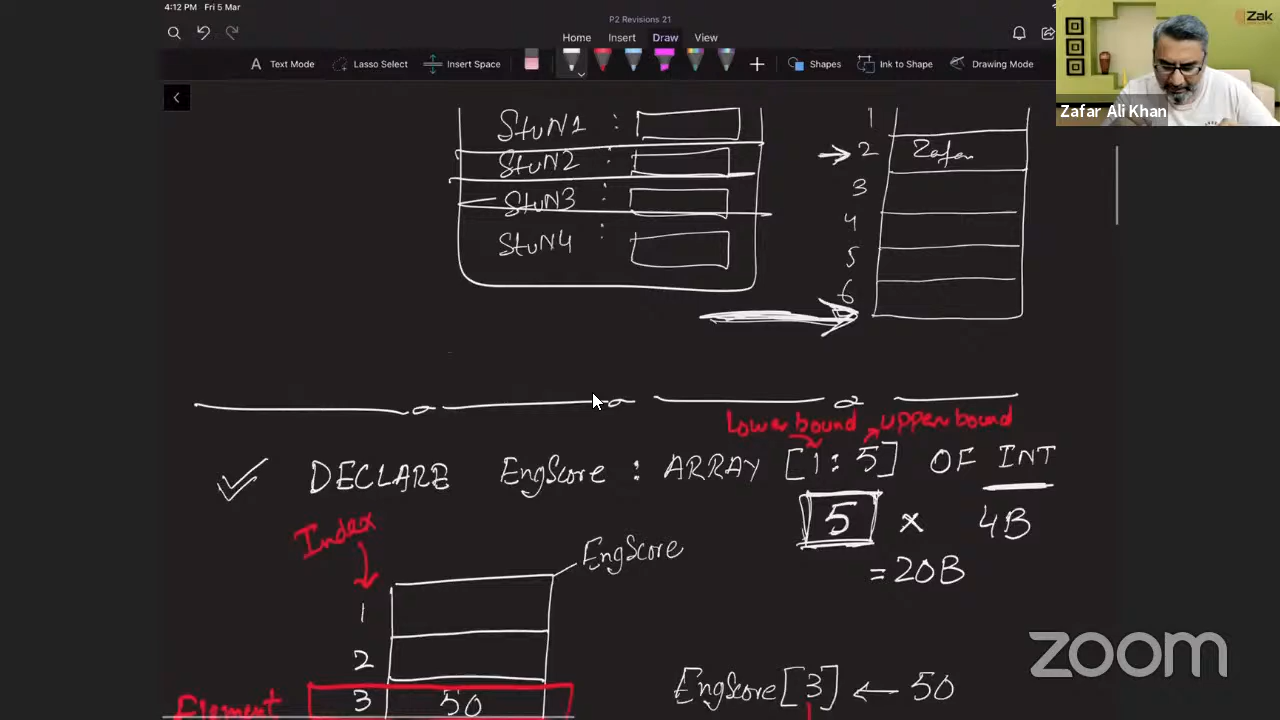 4:12 PM Fri 5 Mar
P2 Revisions 21
Home Insert Draw View
Text Mode Lasso Select Insert Space Shapes Ink to Shape Drawing Mode
Zak
Zafar Ali Khan
StuN1 :
StuN2 :
StuN3 :
StuN4 :
1
2 Zafar
3
4
5
6
Lower bound upper bound
DECLARE EngScore : ARRAY [1: 5] OF INT
5 x 4B
= 20B
Index
EngScore
1
2
3 50
Element
EngScore[3] ← 50
zoom